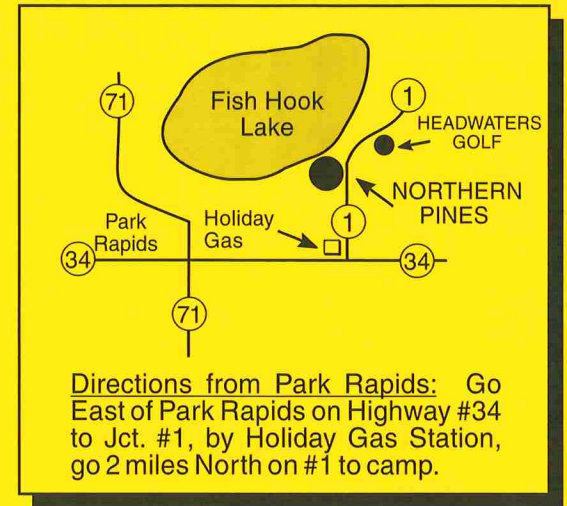 71
Fish Hook
Lake
1
HEADWATERS
GOLF
NORTHERN
PINES
Park
Rapids
Holiday
Gas
1
34
34
71
Directions from Park Rapids: Go
East of Park Rapids on Highway #34
to Jct. #1, by Holiday Gas Station,
go 2 miles North on #1 to camp.